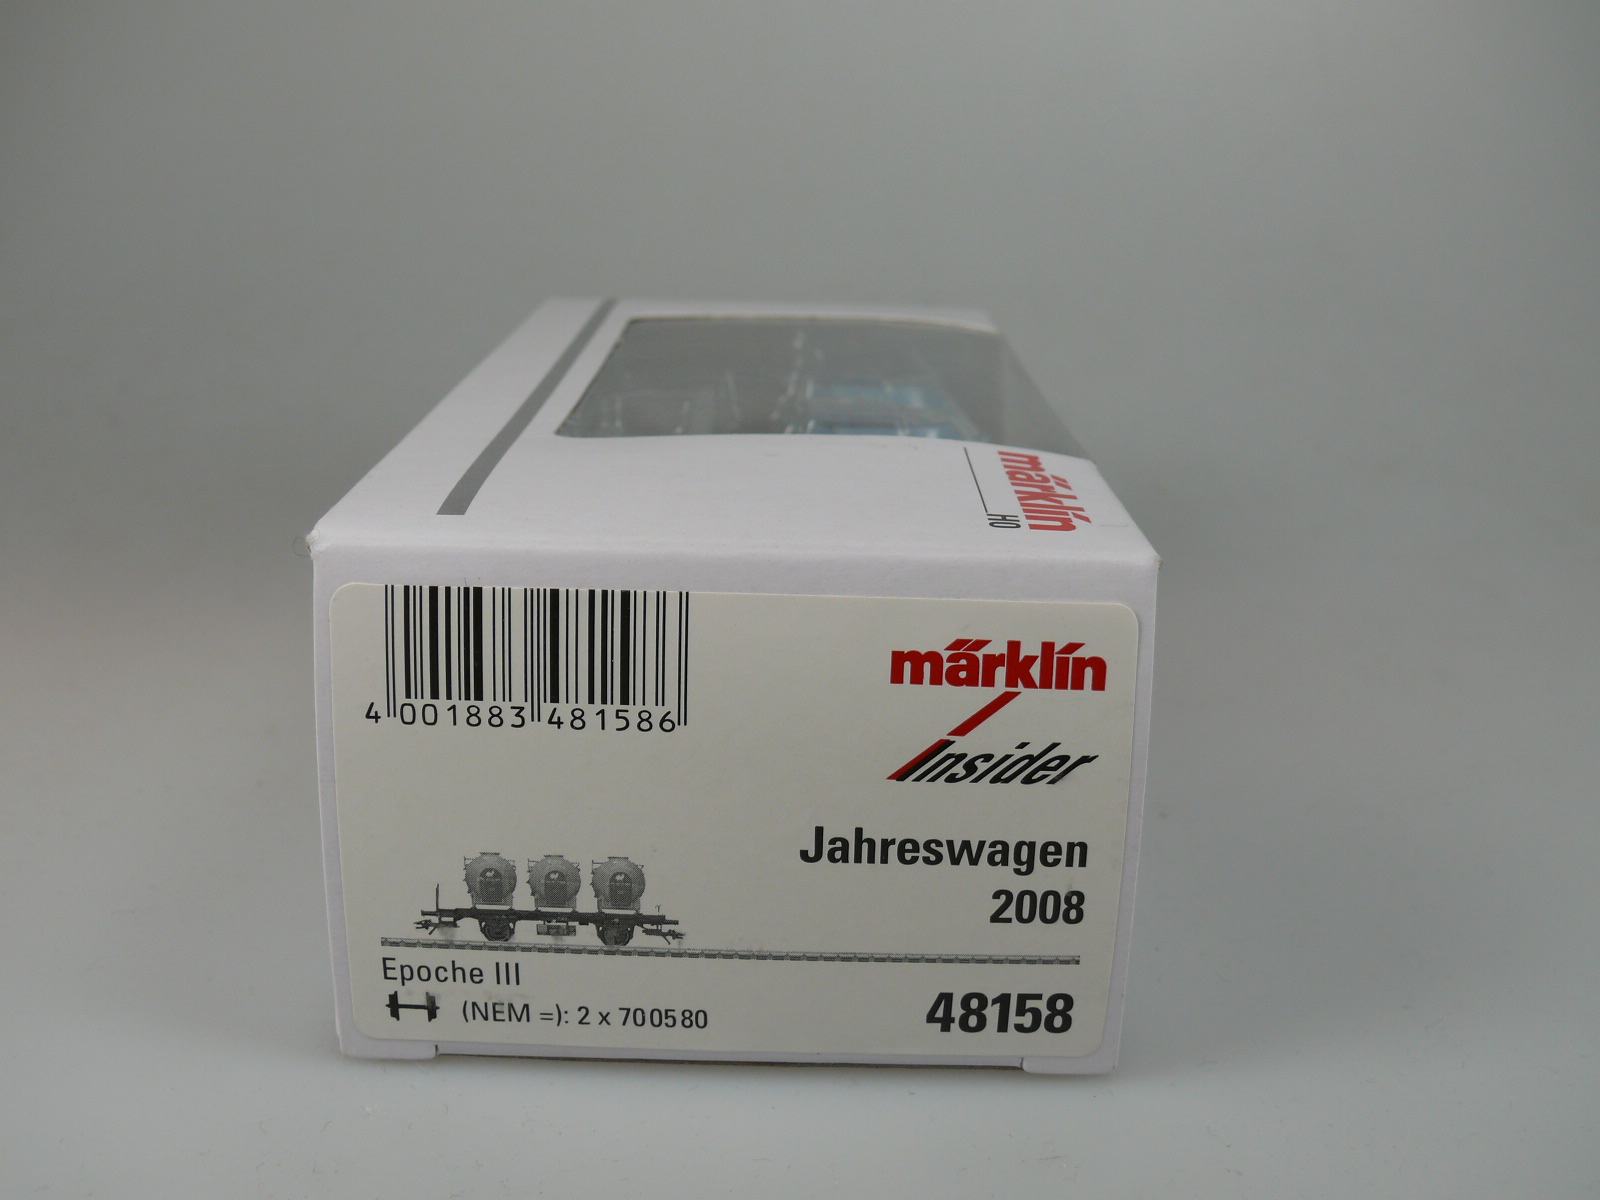 märklin
H0
4 001883 481586
märklin
Insider
Jahreswagen
2008
Epoche III
(NEM =): 2 x 700580
48158